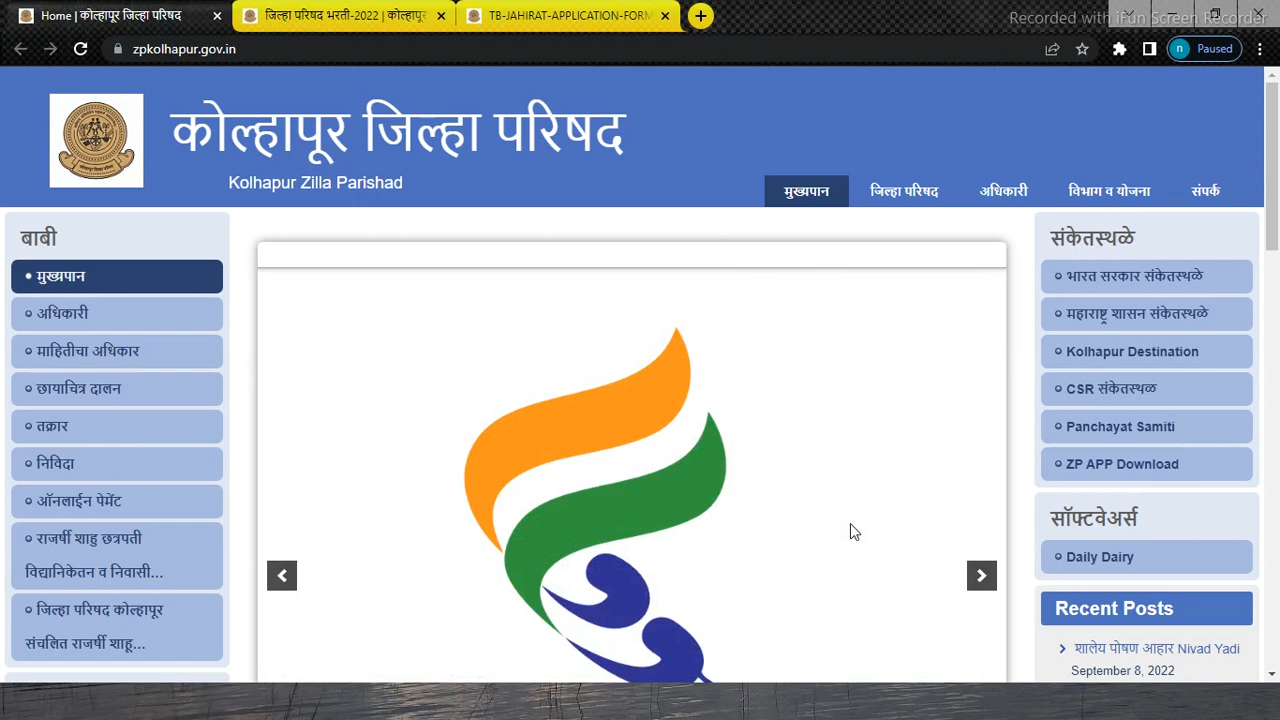 Home | कोल्हापूर जिल्हा परिषद
जिल्हा परिषद भरती-2022 | कोल्हापूर
TB-JAHIRAT-APPLICATION-FORM
Recorded with iFun Screen Recorder
zpkolhapur.gov.in
n Paused
कोल्हापूर जिल्हा परिषद
Kolhapur Zilla Parishad
मुख्यपान
जिल्हा परिषद
अधिकारी
विभाग व योजना
संपर्क
बाबी
मुख्यपान
अधिकारी
माहितीचा अधिकार
छायाचित्र दालन
तक्रार
निविदा
ऑनलाईन पेमेंट
राजर्षी शाहु छत्रपती
विद्यानिकेतन व निवासी...
जिल्हा परिषद कोल्हापूर
संचलित राजर्षी शाहू...
संकेतस्थळे
भारत सरकार संकेतस्थळे
महाराष्ट्र शासन संकेतस्थळे
Kolhapur Destination
CSR संकेतस्थळ
Panchayat Samiti
ZP APP Download
सॉफ्टवेअर्स
Daily Dairy
Recent Posts
शालेय पोषण आहार Nivad Yadi
September 8, 2022